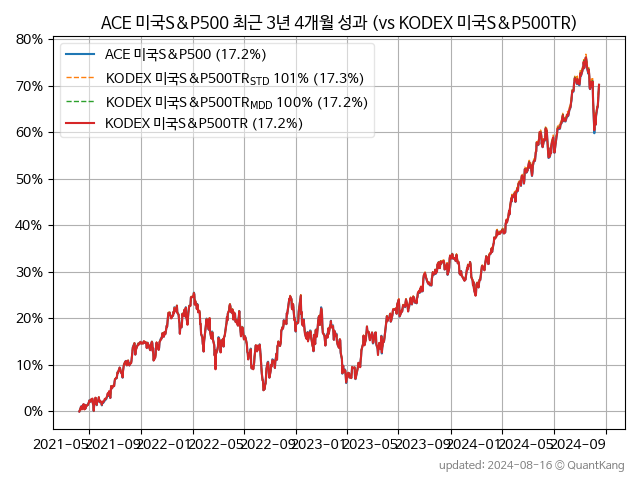 ACE 미국S&P500 최근 3년 4개월 성과 (vs KODEX 미국S&P500TR)
80%
70%
60%
50%
40%
30%
20%
10%
0%
ACE 미국S&P500 (17.2%)
KODEX 미국S&P500TR_STD 101% (17.3%)
KODEX 미국S&P500TR_MDD 100% (17.2%)
KODEX 미국S&P500TR (17.2%)
2021-05 2021-09 2022-01 2022-05 2022-09 2023-01 2023-05 2023-09 2024-01 2024-05 2024-09
updated: 2024-08-16 © QuantKang